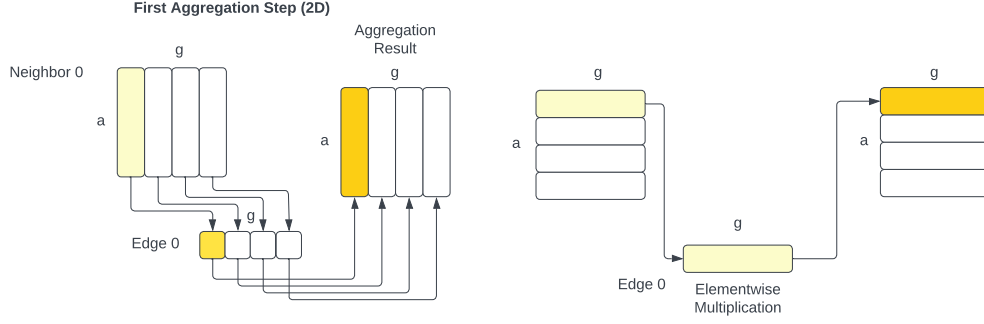 First Aggregation Step (2D)
Aggregation
Result
g
Neighbor 0
g
a
a
g
Edge 0
g
g
a
a
g
Edge 0
Elementwise
Multiplication